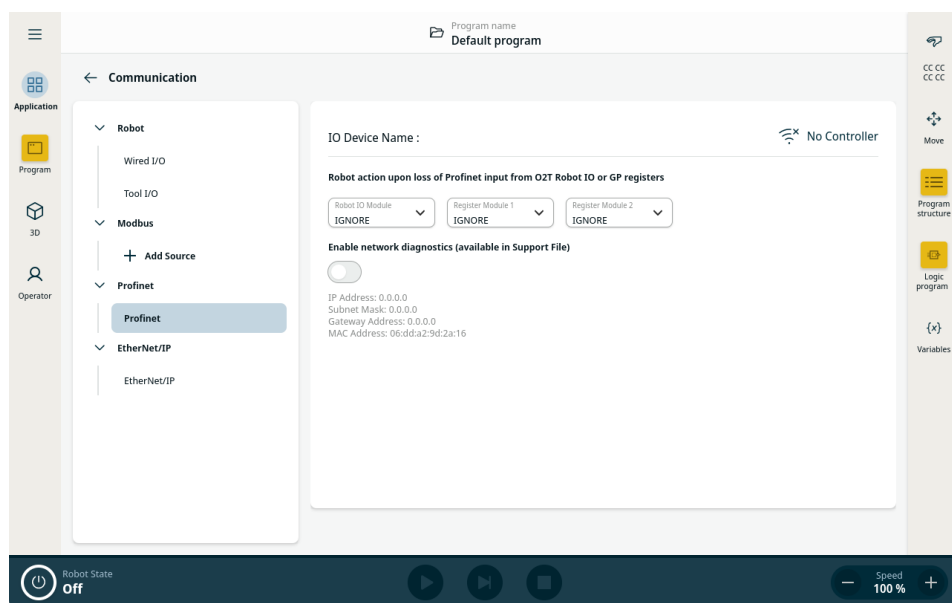 Program name
Default program
Communication
Application
Program
3D
Operator
Robot
Wired I/O
Tool I/O
Modbus
Add Source
Profinet
Profinet
EtherNet/IP
EtherNet/IP
IO Device Name :
No Controller
Robot action upon loss of Profinet input from O2T Robot IO or GP registers
Robot IO Module
IGNORE
Register Module 1
IGNORE
Register Module 2
IGNORE
Enable network diagnostics (available in Support File)
IP Address: 0.0.0.0
Subnet Mask: 0.0.0.0
Gateway Address: 0.0.0.0
MAC Address: 06:dd:a2:9d:2a:16
CC CC
CC CC
Move
Program
structure
Logic
program
{x}
Variables
Robot State
Off
Speed
100 %